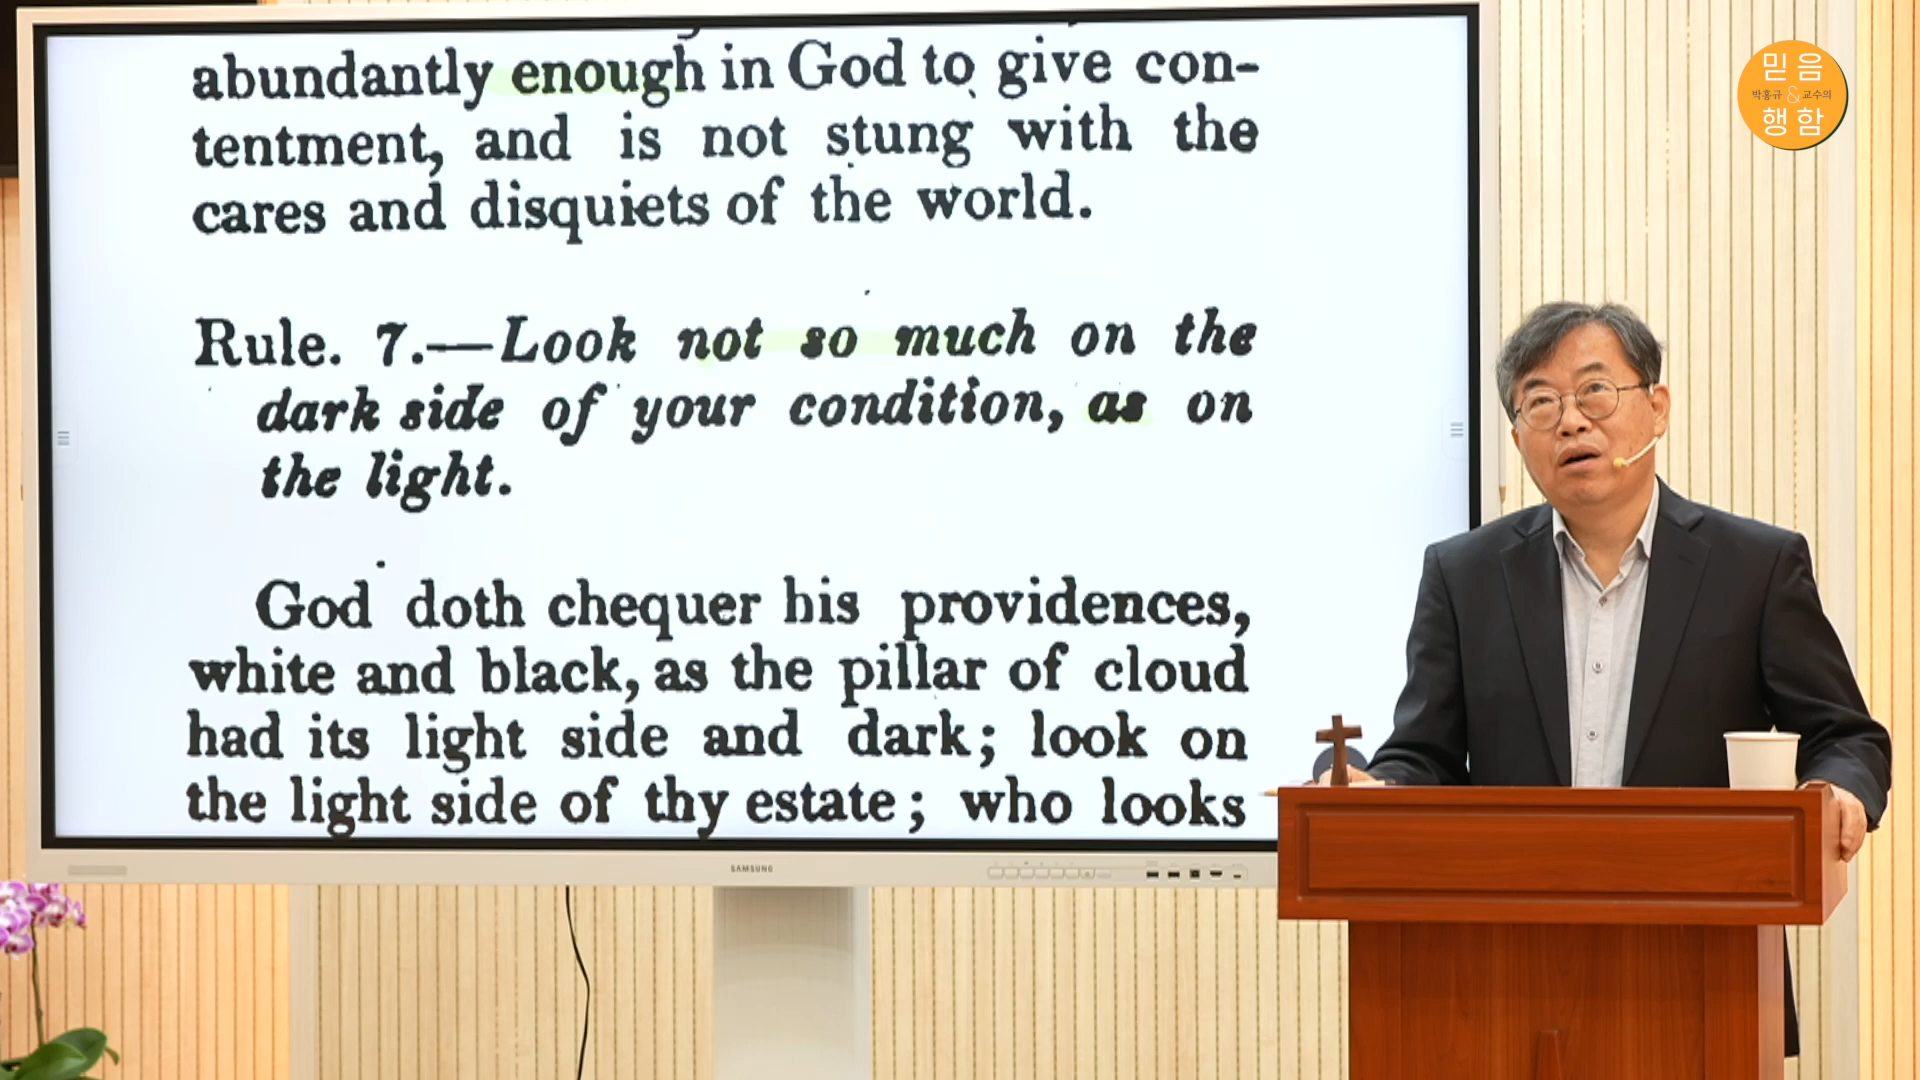 abundantly enough in God to give con-
tentment, and is not stung with the
cares and disquiets of the world.
Rule. 7.—Look not so much on the
dark side of your condition, as on
the light.
God doth chequer his providences,
white and black, as the pillar of cloud
had its light side and dark; look on
the light side of thy estate; who looks
SAMSUNG
믿음
박홍규 & 교수의
행함